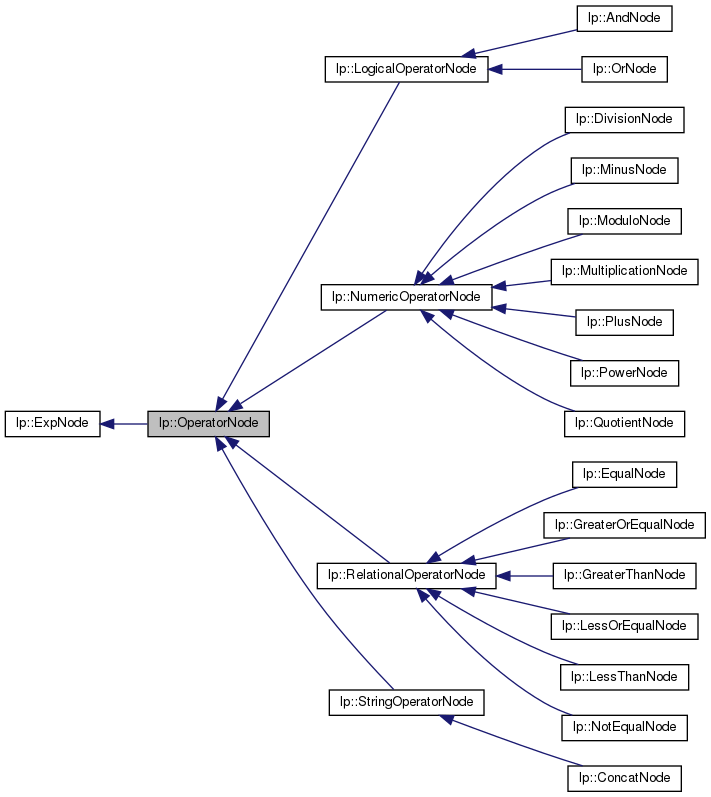 lp::AndNode
lp::LogicalOperatorNode
lp::OrNode
lp::DivisionNode
lp::MinusNode
lp::ModuloNode
lp::MultiplicationNode
lp::NumericOperatorNode
lp::PlusNode
lp::PowerNode
lp::ExpNode
lp::OperatorNode
lp::QuotientNode
lp::EqualNode
lp::GreaterOrEqualNode
lp::RelationalOperatorNode
lp::GreaterThanNode
lp::LessOrEqualNode
lp::LessThanNode
lp::StringOperatorNode
lp::NotEqualNode
lp::ConcatNode